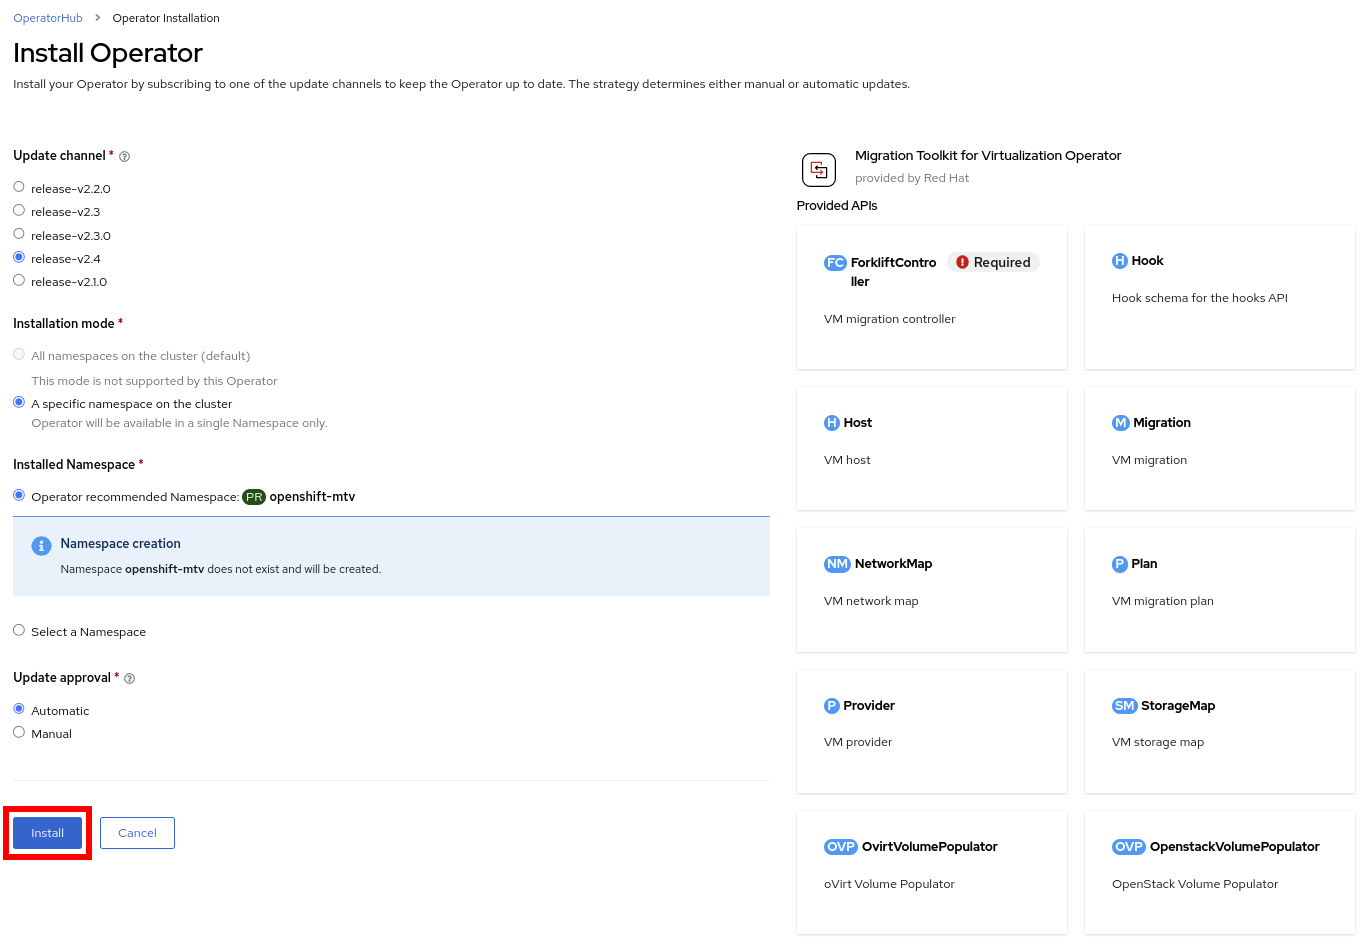 OperatorHub > Operator Installation
Install Operator
Install your Operator by subscribing to one of the update channels to keep the Operator up to date. The strategy determines either manual or automatic updates.
Update channel * ?
release-v2.2.0
release-v2.3
release-v2.3.0
release-v2.4
release-v2.1.0
Installation mode *
All namespaces on the cluster (default)
This mode is not supported by this Operator
A specific namespace on the cluster
Operator will be available in a single Namespace only.
Installed Namespace *
Operator recommended Namespace: PR openshift-mtv
Namespace creation
Namespace openshift-mtv does not exist and will be created.
Select a Namespace
Update approval * ?
Automatic
Manual
Install
Cancel
Migration Toolkit for Virtualization Operator
provided by Red Hat
Provided APIs
FC ForkliftContro
ller
Required
VM migration controller
H Hook
Hook schema for the hooks API
H Host
VM host
M Migration
VM migration
NM NetworkMap
VM network map
P Plan
VM migration plan
P Provider
VM provider
SM StorageMap
VM storage map
OVP OvirtVolumePopulator
oVirt Volume Populator
OVP OpenstackVolumePopulator
OpenStack Volume Populator